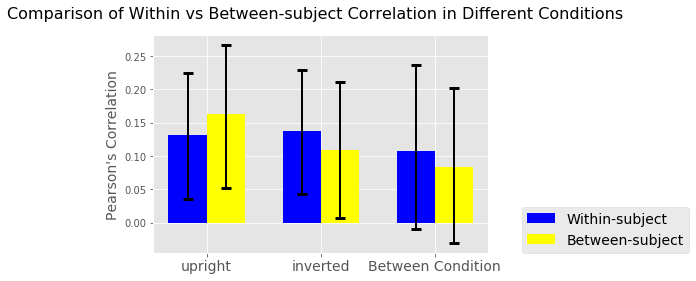 Comparison of Within vs Between-subject Correlation in Different Conditions
Pearson's Correlation
0.25
0.20
0.15
0.10
0.05
0.00
upright inverted Between Condition
Within-subject
Between-subject